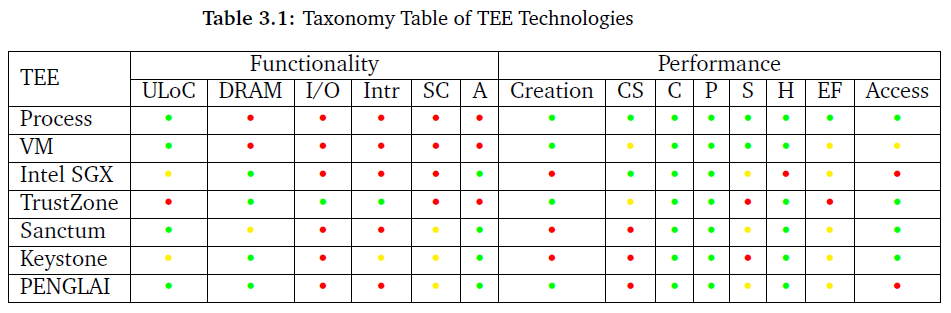 Table 3.1: Taxonomy Table of TEE Technologies
TEE Functionality Performance
ULoC DRAM I/O Intr SC A Creation CS C P S H EF Access
Process
VM
Intel SGX
TrustZone
Sanctum
Keystone
PENGLAI